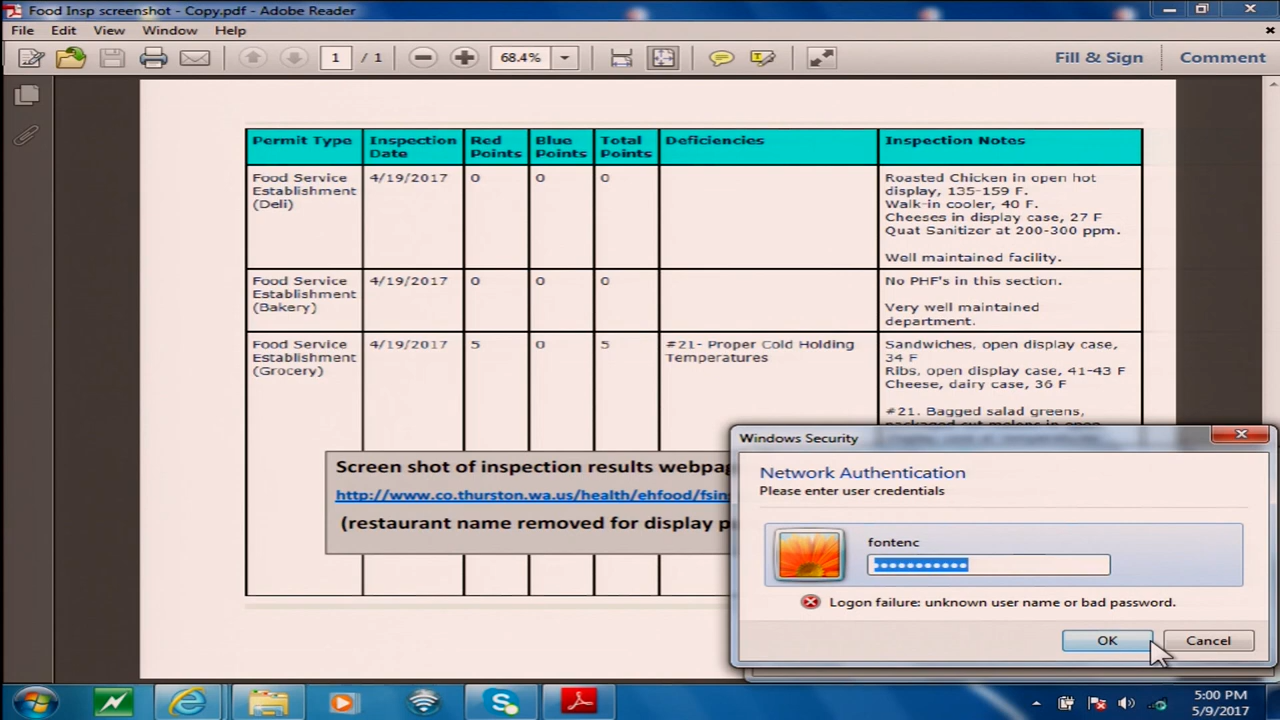 Food Insp screenshot - Copy.pdf - Adobe Reader
File Edit View Window Help
1 / 1 68.4% Fill & Sign Comment
Permit Type Inspection Date Red Points Blue Points Total Points Deficiencies Inspection Notes
Food Service Establishment (Deli) 4/19/2017 0 0 0
Roasted Chicken in open hot
display, 135-159 F.
Walk-in cooler, 40 F.
Cheeses in display case, 27 F
Quat Sanitizer at 200-300 ppm.
Well maintained facility.
Food Service Establishment (Bakery) 4/19/2017 0 0 0
No PHF's in this section.
Very well maintained
department.
Food Service Establishment (Grocery) 4/19/2017 5 0 5
#21- Proper Cold Holding
Temperatures
Sandwiches, open display case,
34 F
Ribs, open display case, 41-43 F
Cheese, dairy case, 36 F
#21. Bagged salad greens,
Screen shot of inspection results
http://www.co.thurston.wa.us/health/ehfood/fsin
(restaurant name removed for display
Windows Security
Network Authentication
Please enter user credentials
fontenc
Logon failure: unknown user name or bad password.
OK Cancel
5:00 PM
5/9/2017